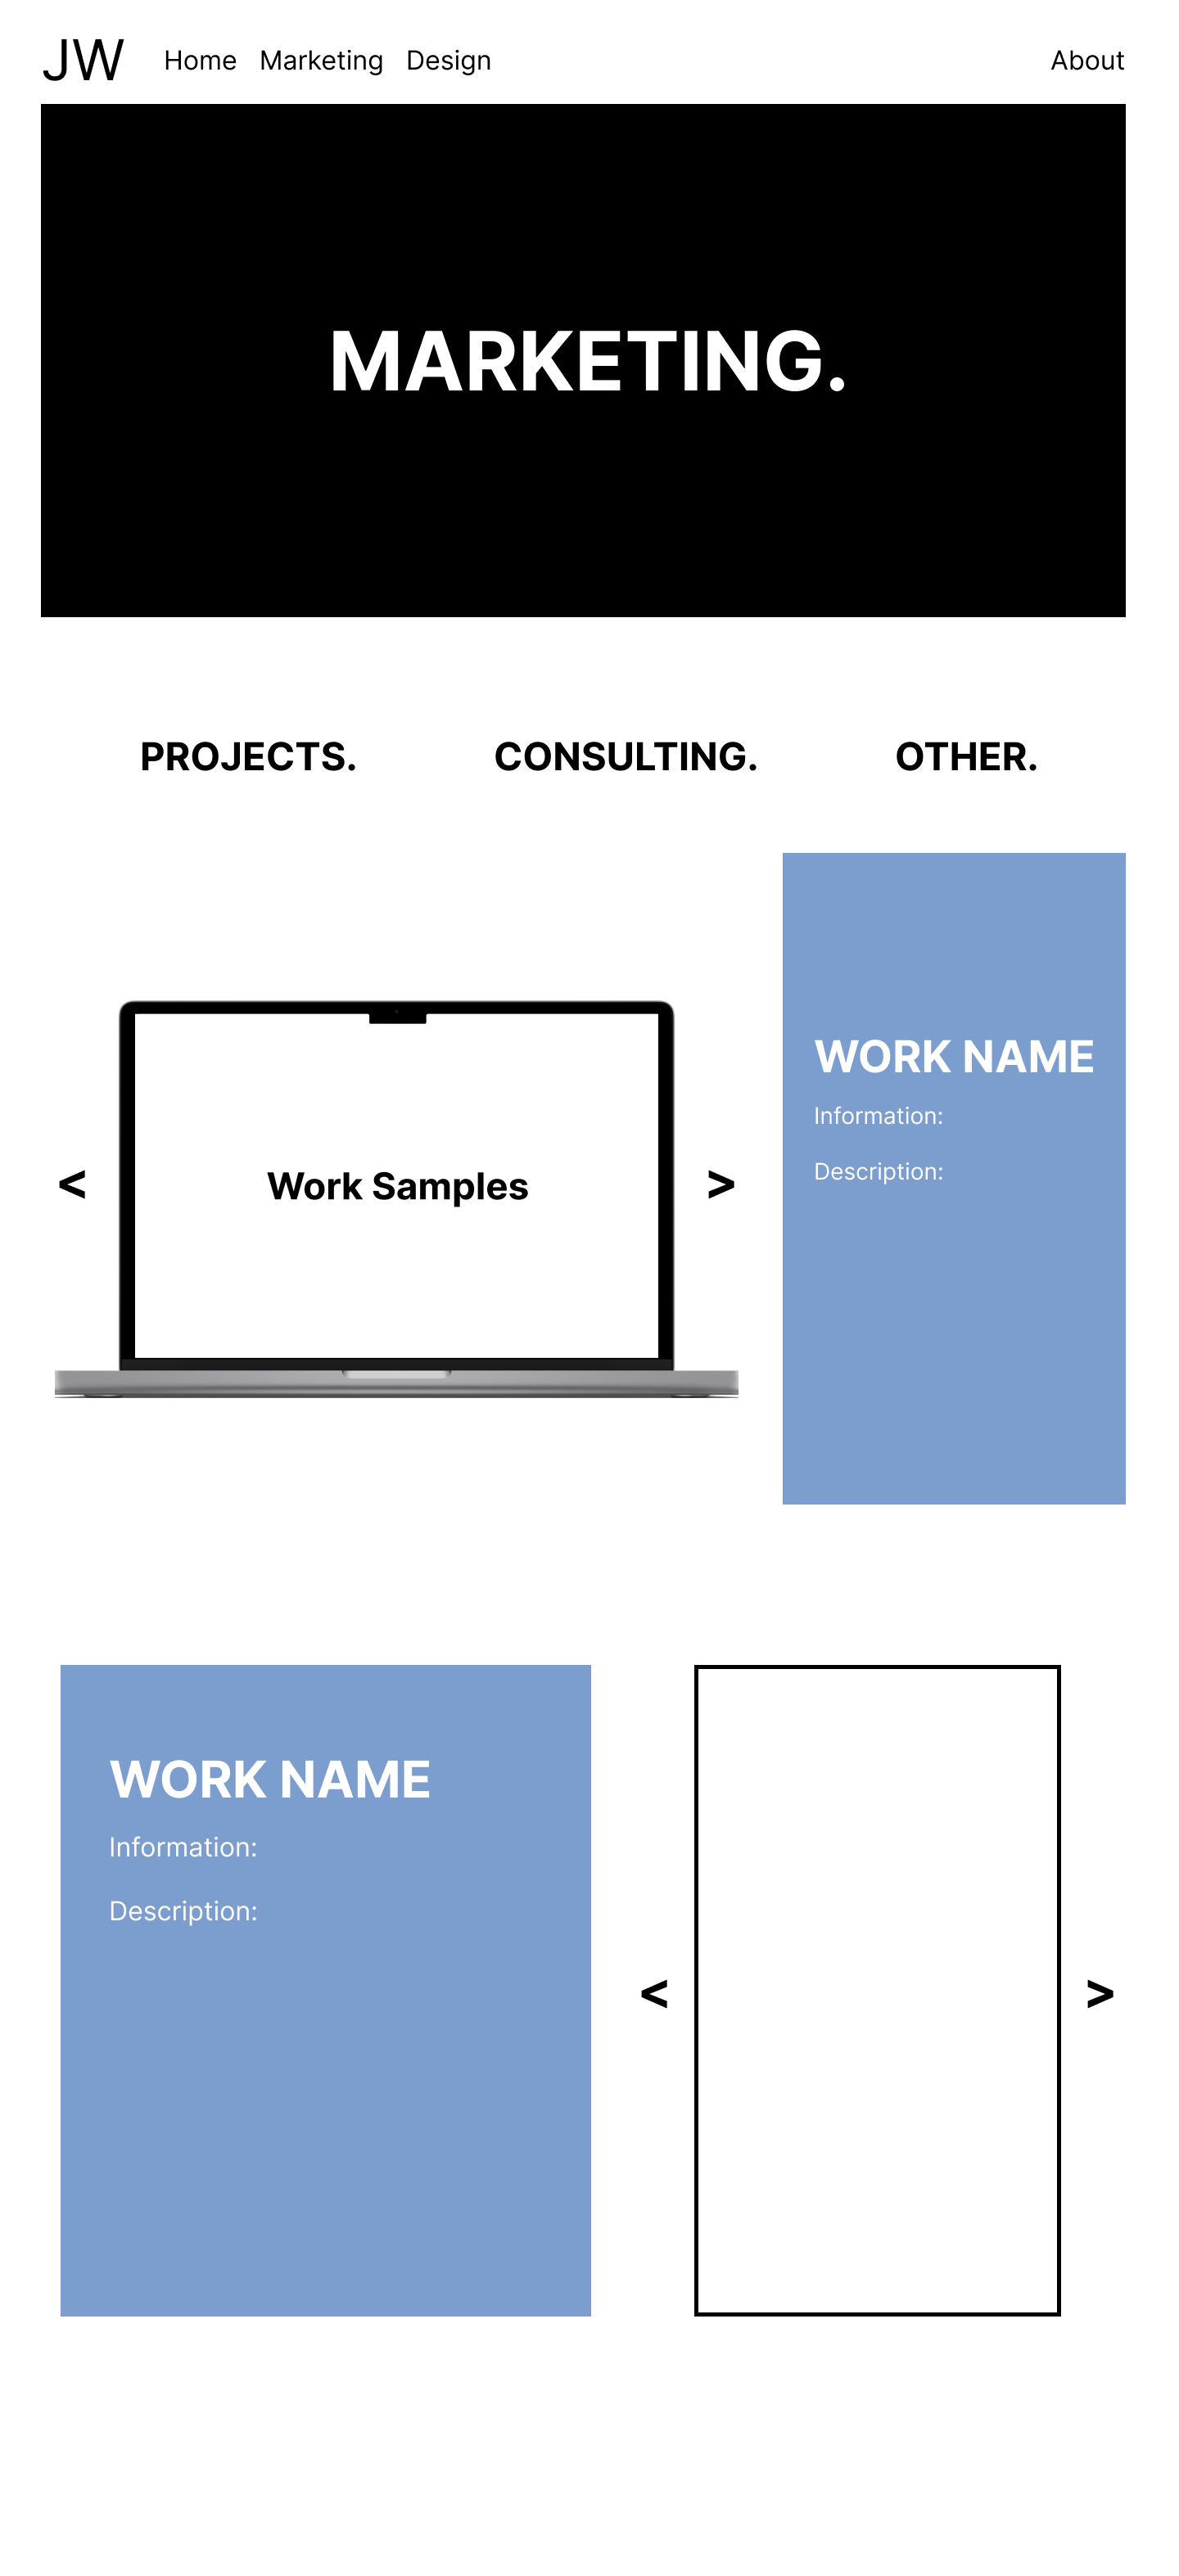 JW Home Marketing Design About
MARKETING.
PROJECTS. CONSULTING. OTHER.
WORK NAME
Information:
Description:
< Work Samples >
WORK NAME
Information:
Description:
< >